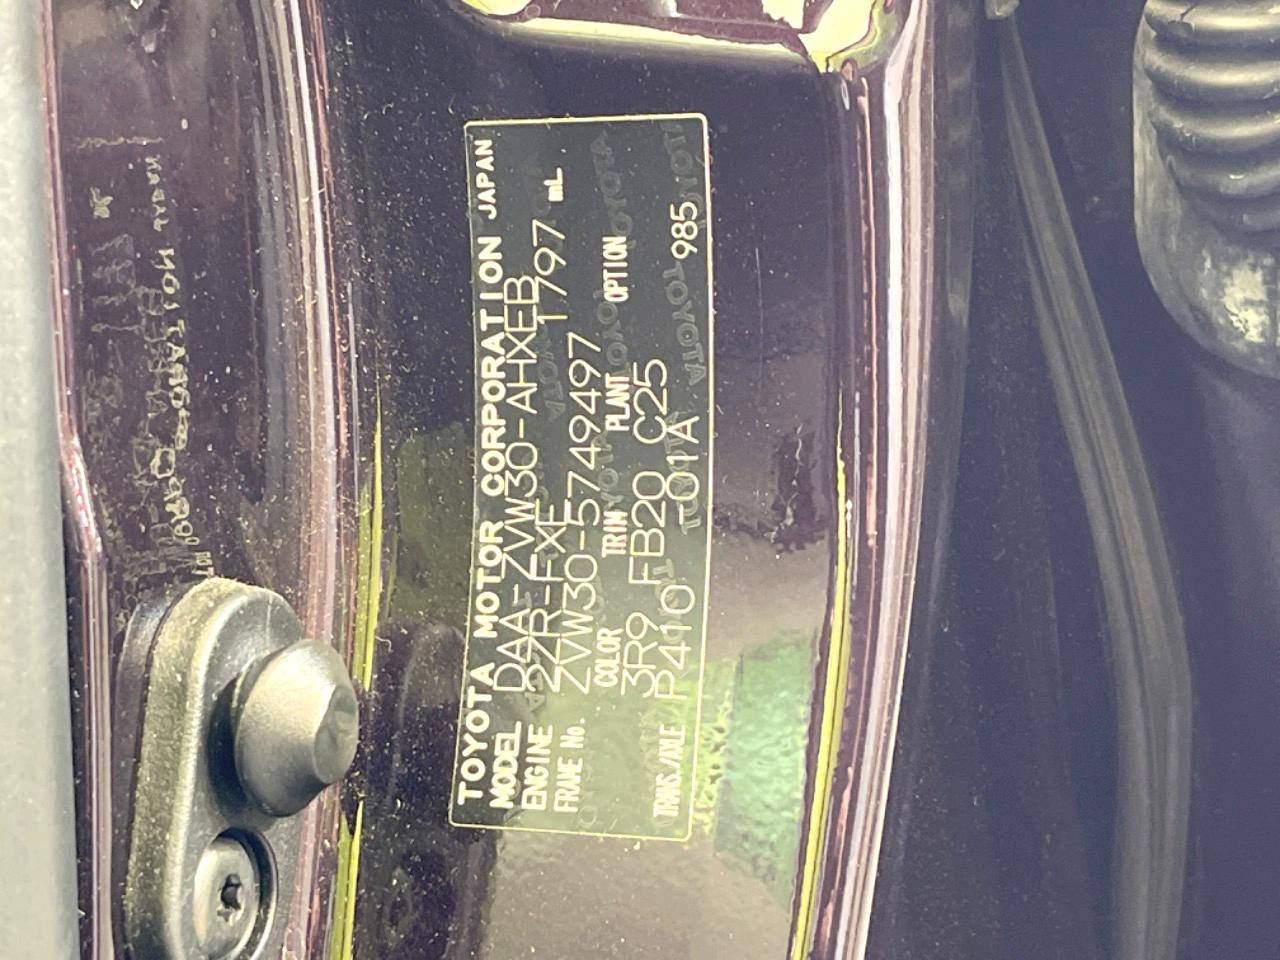 TOYOTA MOTOR CORPORATION JAPAN
MODEL DAA-ZVW30-AHXEB
ENGINE 2ZR-FXE 1797 mL
FRAME No. ZVW30-5749497
COLOR TRIM PLANT OPTION
3R9 FB20 C25
TRANS./AXLE P410 T01A 985